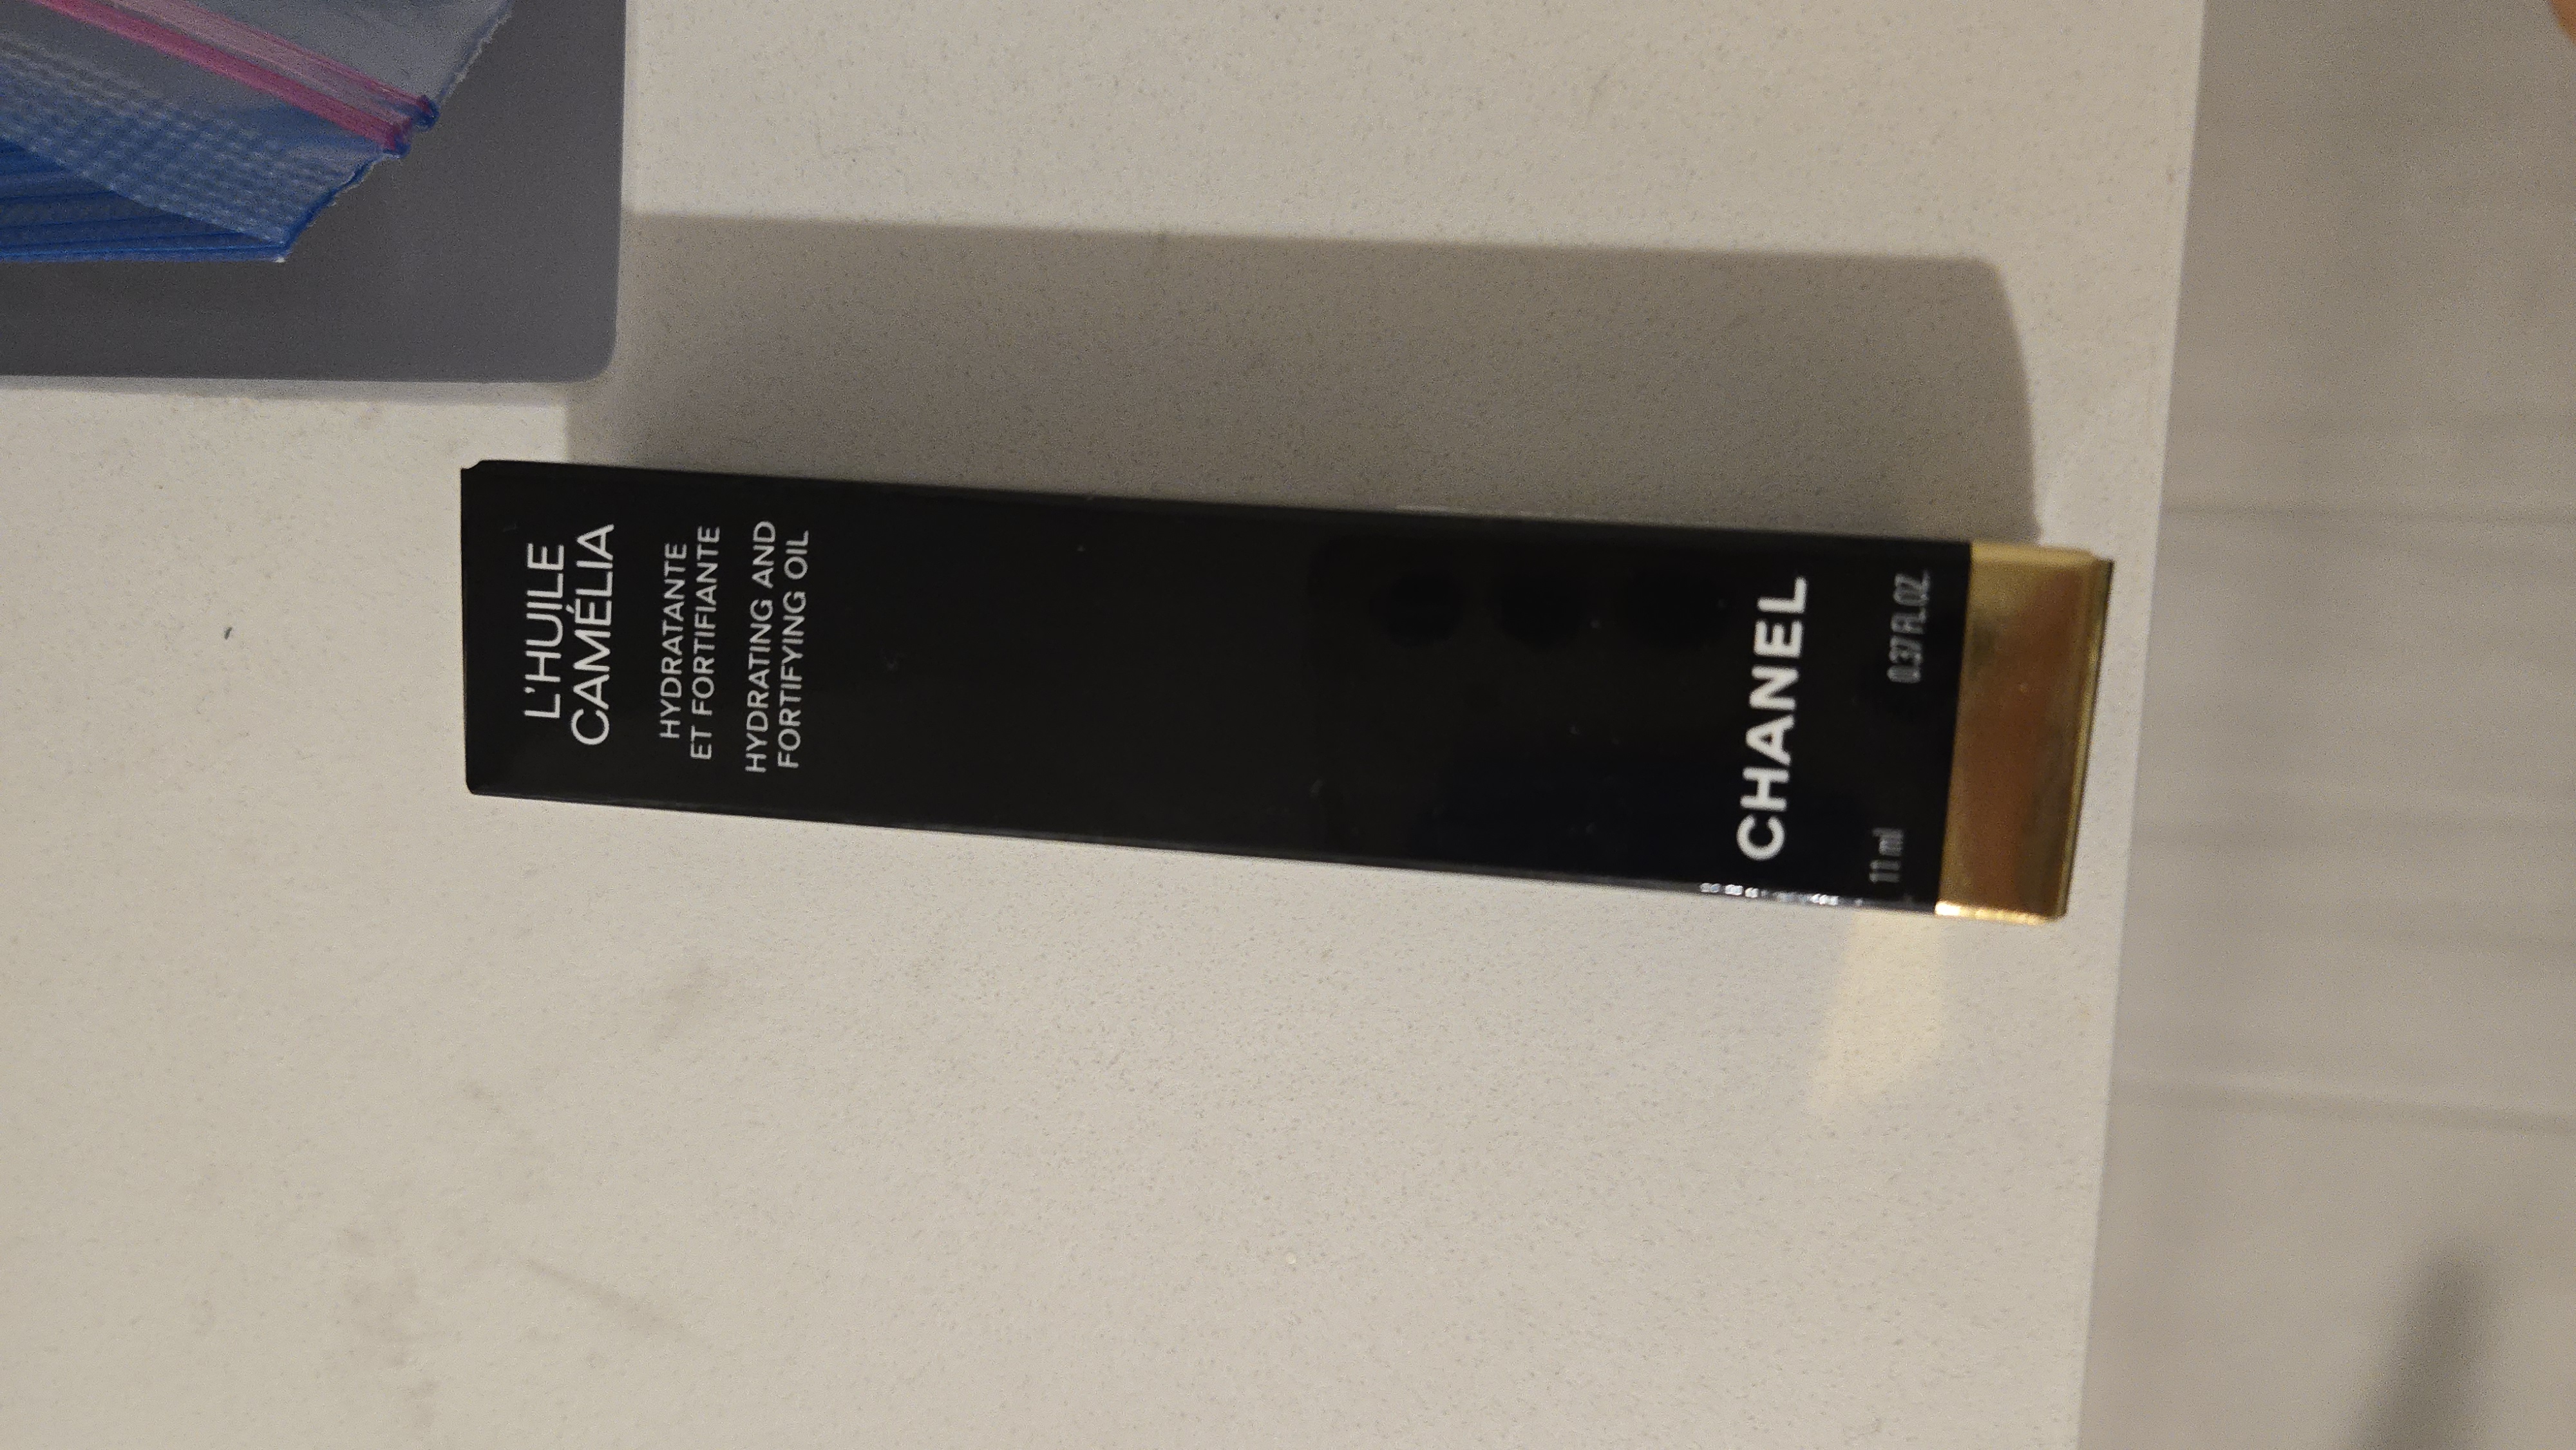 L'HUILE
CAMÉLIA
HYDRATANTE
ET FORTIFIANTE
HYDRATING AND
FORTIFYING OIL
CHANEL
11 ml 0.37 FL.OZ.